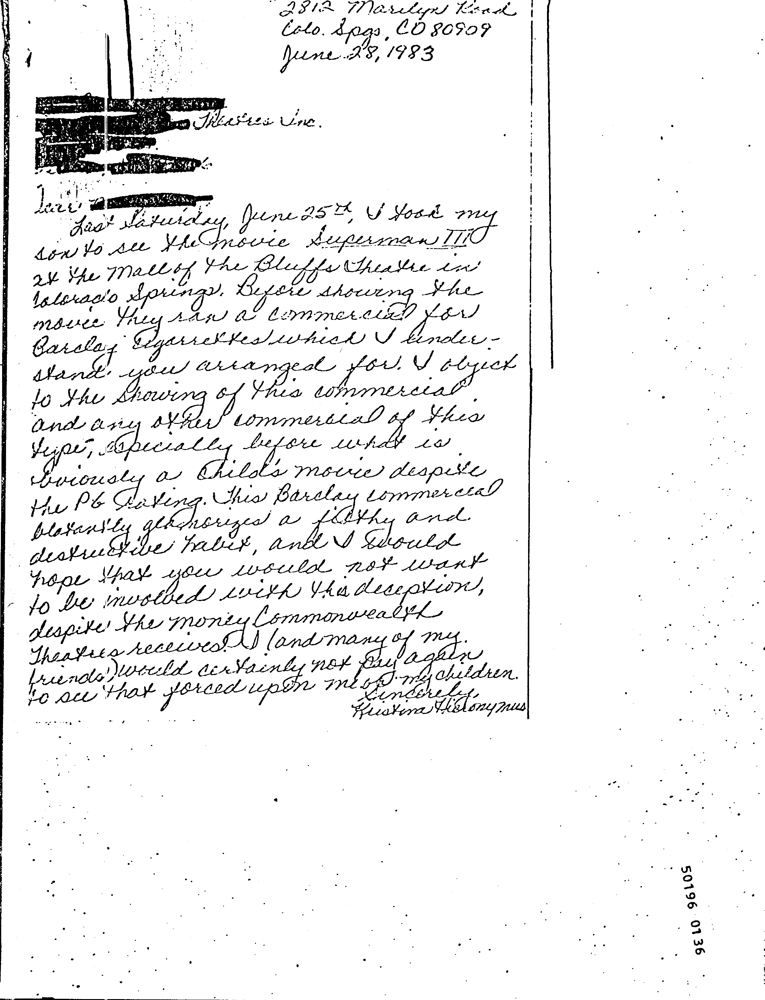 2812 Marilyn Road
Colo. Spgs, CO 80909
June 28, 1983
Theatres Inc.
Dear
Last Saturday, June 25th, I took my
son to see the movie Superman III
at the Mall of the Bluffs Theatre in
Colorado Springs. Before showing the
movie they ran a commercial for
Barclay Cigarrettes which I under-
stand you arranged for. I object
to the showing of this commercial
and any other commercial of this
type, especially before what is
obviously a child's movie despite
the PG rating. This Barclay commercial
blatantly glamorizes a filthy and
destructive habit, and I would
hope that you would not want
to be involved with this deception,
despite the money Commonwealth
Theatres receives. I (and many of my
friends) would certainly not pay again
to see that forced upon me or my children.
Sincerely,
Kristina Hieronymus
50196 0136